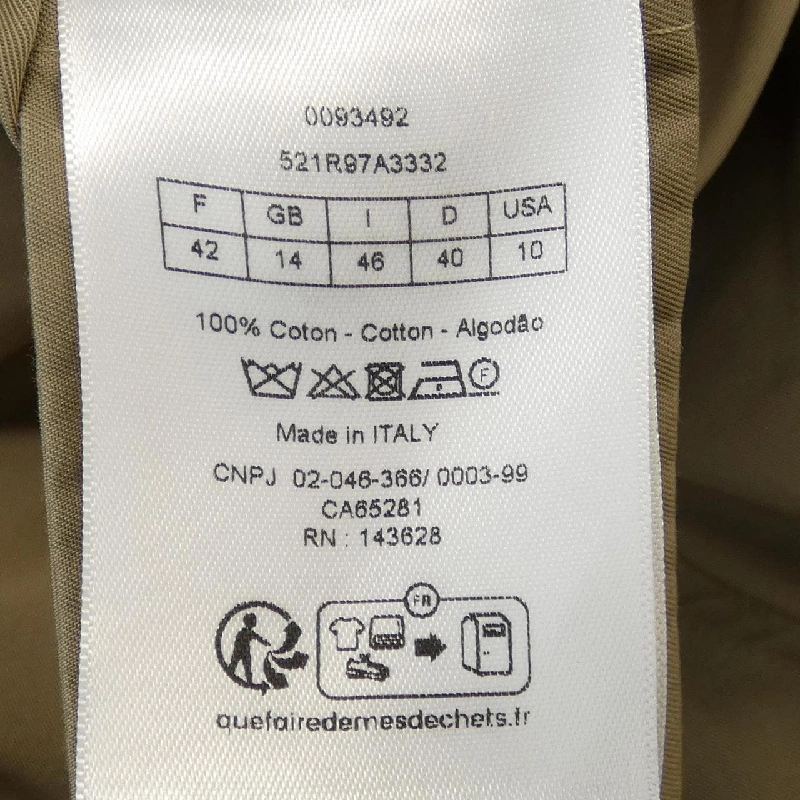 0093492
521R97A3332
F GB I D USA
42 14 46 40 10
100% Coton - Cotton - Algodão
F
Made in ITALY
CNPJ 02-046-366/ 0003-99
CA65281
RN : 143628
FR
quefairedemesdechets.fr